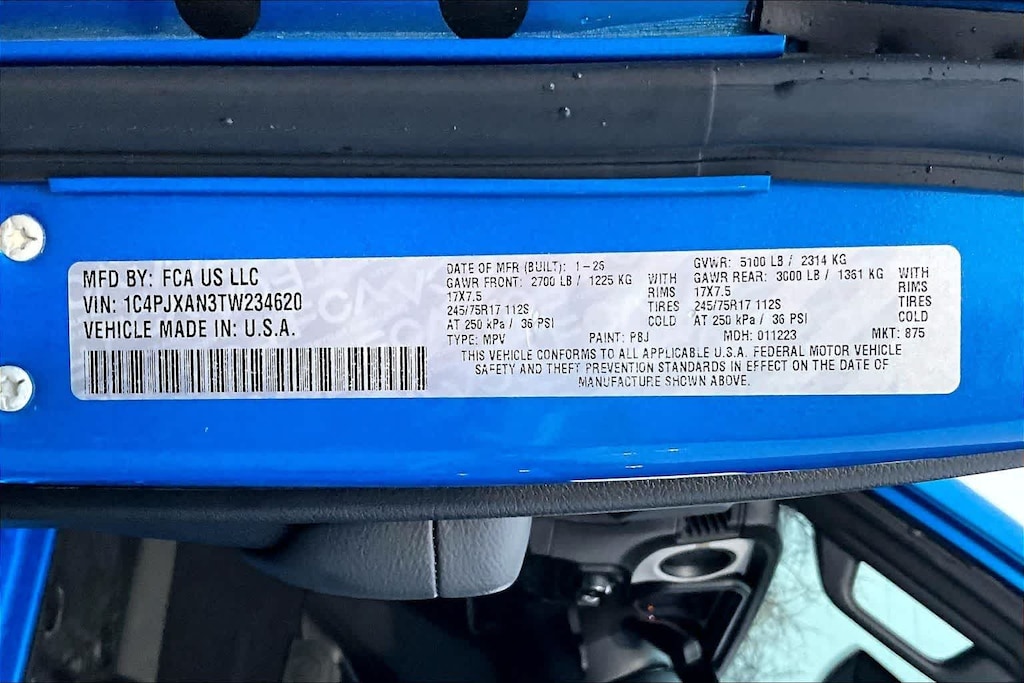 MFD BY: FCA US LLC
VIN: 1C4PJXAN3TW234620
VEHICLE MADE IN: U.S.A.
DATE OF MFR (BUILT): 1-26
GAWR FRONT: 2700 LB / 1225 KG WITH
17X7.5 RIMS
245/75R17 112S TIRES
AT 250 kPa / 36 PSI COLD
GVWR: 5100 LB / 2314 KG
GAWR REAR: 3000 LB / 1361 KG WITH
17X7.5 RIMS
245/75R17 112S TIRES
AT 250 kPa / 36 PSI COLD
TYPE: MPV PAINT: PBJ MDH: 011223 MKT: 875
THIS VEHICLE CONFORMS TO ALL APPLICABLE U.S.A. FEDERAL MOTOR VEHICLE
SAFETY AND THEFT PREVENTION STANDARDS IN EFFECT ON THE DATE OF
MANUFACTURE SHOWN ABOVE.